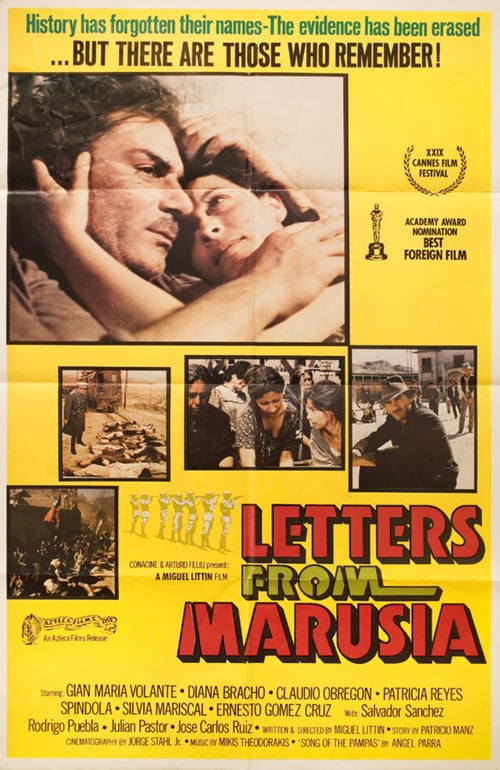 History has forgotten their names-The evidence has been erased
...BUT THERE ARE THOSE WHO REMEMBER!
XXIX
CANNES FILM
FESTIVAL
ACADEMY AWARD
NOMINATION
BEST
FOREIGN FILM
CONACINE & ARTURO FELIU present:
A MIGUEL LITTIN FILM
LETTERS
FROM
MARUSIA
AZTECA FILMS INC.
An Azteca Films Release
Starring: GIAN MARIA VOLANTE • DIANA BRACHO • CLAUDIO OBREGON • PATRICIA REYES
SPINDOLA • SILVIA MARISCAL • ERNESTO GOMEZ CRUZ With: Salvador Sanchez
Rodrigo Puebla • Julian Pastor • Jose Carlos Ruiz • WRITTEN & DIRECTED BY MIGUEL LITTIN • STORY BY PATRICIO MANZ
CINEMATOGRAPHY BY JORGE STAHL Jr. • MUSIC BY MIKIS THEODORAKIS • 'SONG OF THE PAMPAS' BY ANGEL PARRA